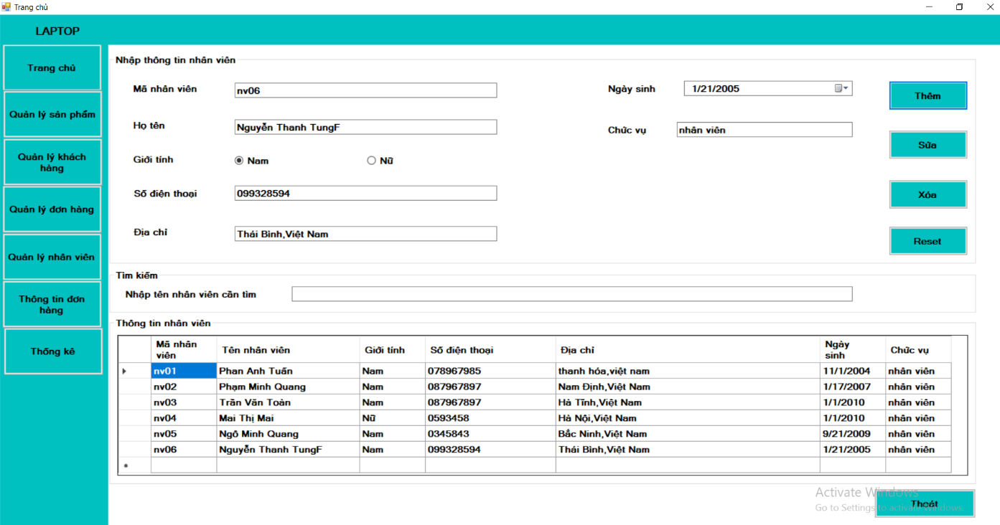 Trang chủ
LAPTOP
Trang chủ
Quản lý sản phẩm
Quản lý khách
hàng
Quản lý đơn hàng
Quản lý nhân viên
Thông tin đơn
hàng
Thống kê
Nhập thông tin nhân viên
Mã nhân viên nv06
Họ tên Nguyễn Thanh TungF
Giới tính Nam Nữ
Số điện thoại 099328594
Địa chỉ Thái Bình,Việt Nam
Ngày sinh 1/21/2005
Chức vụ nhân viên
Thêm
Sửa
Xóa
Reset
Tìm kiếm
Nhập tên nhân viên cần tìm
Thông tin nhân viên
Mã nhân
viên Tên nhân viên Giới tính Số điện thoại Địa chỉ Ngày
sinh Chức vụ
nv01 Phan Anh Tuấn Nam 078967985 thanh hóa,việt nam 11/1/2004 nhân viên
nv02 Phạm Minh Quang Nam 087967897 Nam Định,Việt Nam 1/17/2007 nhân viên
nv03 Trần Văn Toàn Nam 087967897 Hà Tĩnh,Việt Nam 1/1/2010 nhân viên
nv04 Mai Thị Mai Nữ 0593458 Hà Nội,Việt Nam 1/1/2010 nhân viên
nv05 Ngô Minh Quang Nam 0345843 Bắc Ninh,Việt Nam 9/21/2009 nhân viên
nv06 Nguyễn Thanh TungF Nam 099328594 Thái Bình,Việt Nam 1/21/2005 nhân viên
Activate Windows
Go to Settings to activate Windows.
Thoát